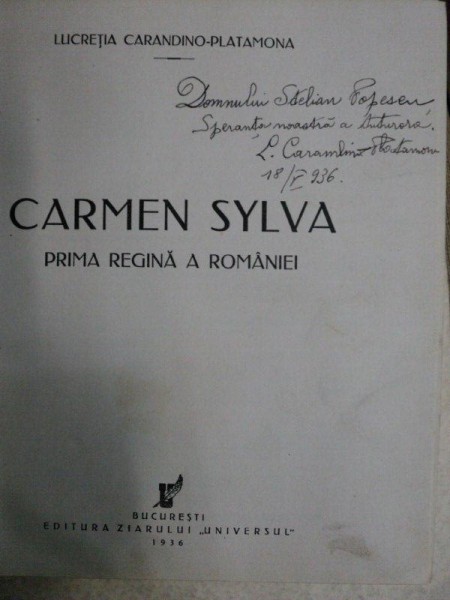 LUCREȚIA CARANDINO-PLATAMONA
Domnului Stelian Popescu,
Speranța noastră a tuturora.
L. Carandino-Platamona
18/V 936.
CARMEN SYLVA
PRIMA REGINĂ A ROMÂNIEI
BUCUREȘTI
EDITURA ZIARULUI „UNIVERSUL"
1936